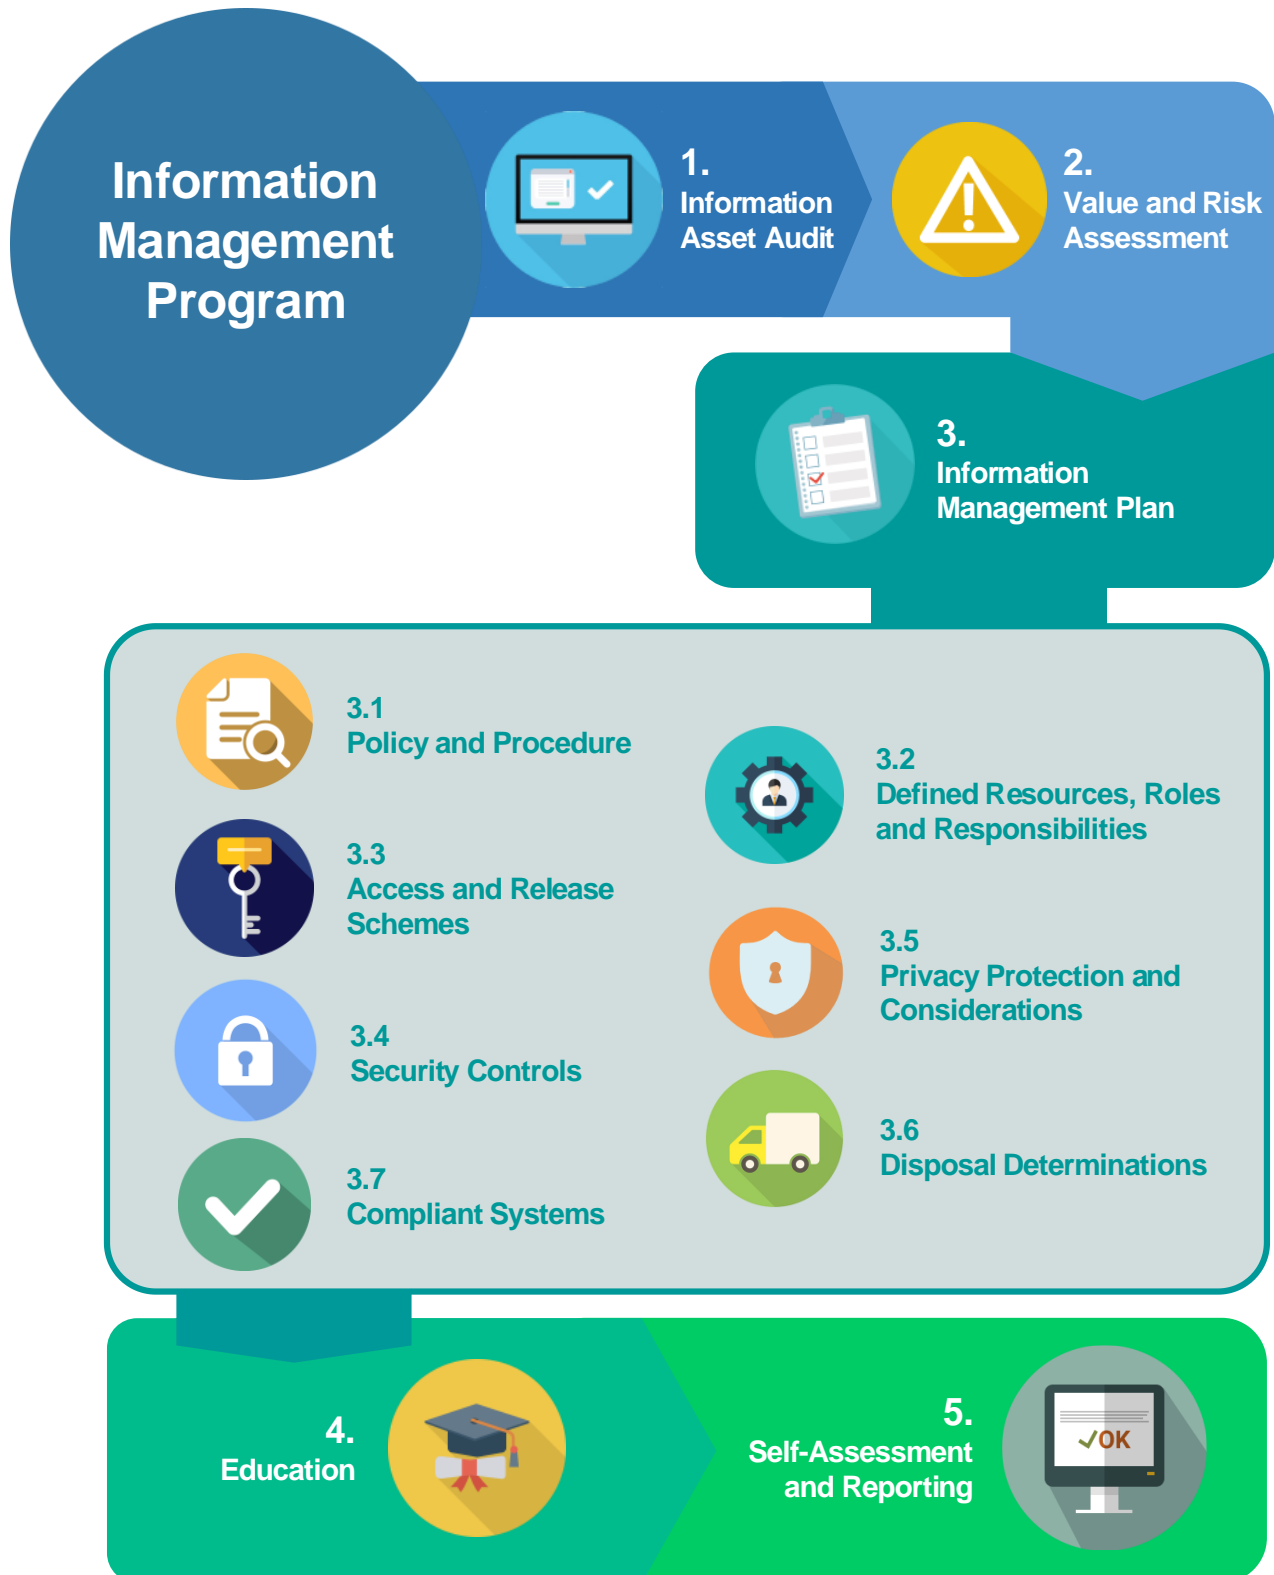 Information
Management
Program
1.
Information
Asset Audit
2.
Value and Risk
Assessment
3.
Information
Management Plan
3.1
Policy and Procedure
3.2
Defined Resources, Roles
and Responsibilities
3.3
Access and Release
Schemes
3.4
Security Controls
3.5
Privacy Protection and
Considerations
3.6
Disposal Determinations
3.7
Compliant Systems
4.
Education
5.
Self-Assessment
and Reporting
OK